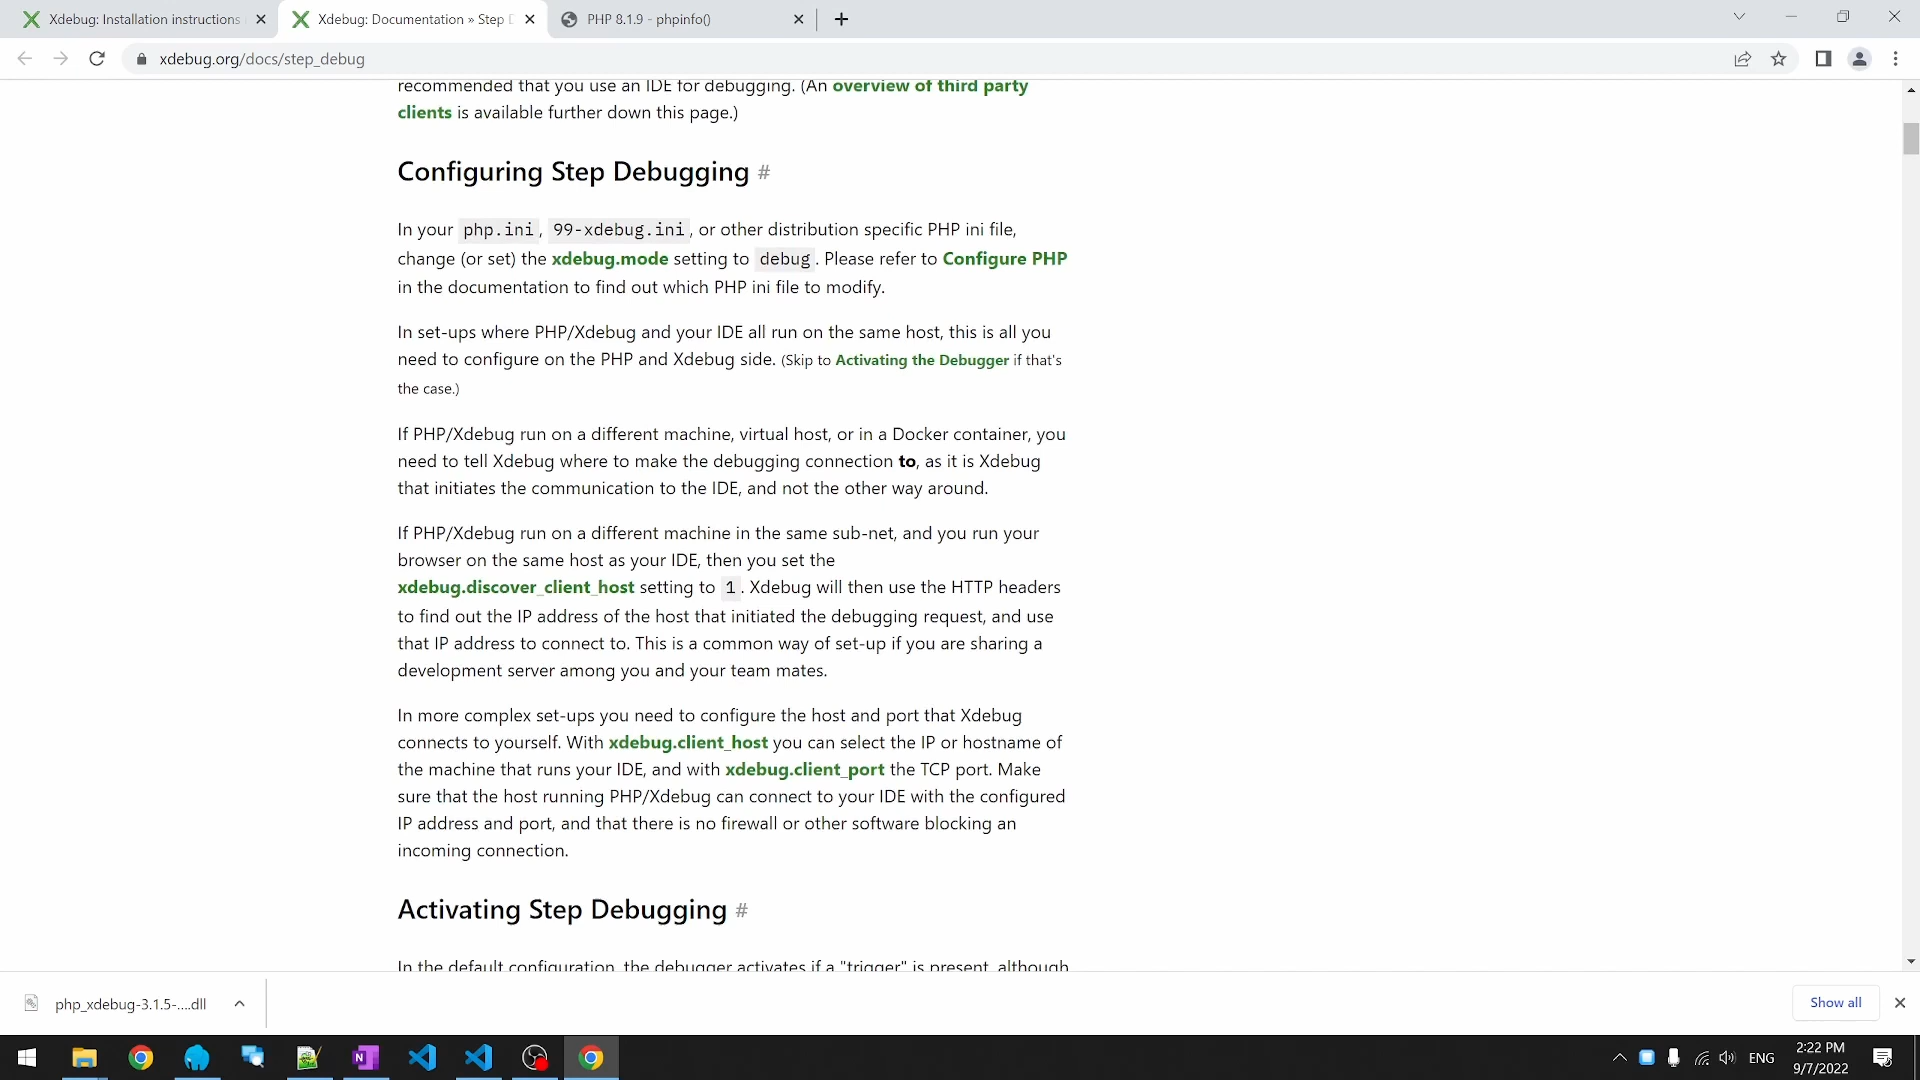 Xdebug: Installation instructions
Xdebug: Documentation » Step D
PHP 8.1.9 - phpinfo()
xdebug.org/docs/step_debug
recommended that you use an IDE for debugging. (An overview of third party
clients is available further down this page.)
Configuring Step Debugging #
In your php.ini, 99-xdebug.ini, or other distribution specific PHP ini file,
change (or set) the xdebug.mode setting to debug. Please refer to Configure PHP
in the documentation to find out which PHP ini file to modify.
In set-ups where PHP/Xdebug and your IDE all run on the same host, this is all you
need to configure on the PHP and Xdebug side. (Skip to Activating the Debugger if that's
the case.)
If PHP/Xdebug run on a different machine, virtual host, or in a Docker container, you
need to tell Xdebug where to make the debugging connection to, as it is Xdebug
that initiates the communication to the IDE, and not the other way around.
If PHP/Xdebug run on a different machine in the same sub-net, and you run your
browser on the same host as your IDE, then you set the
xdebug.discover_client_host setting to 1. Xdebug will then use the HTTP headers
to find out the IP address of the host that initiated the debugging request, and use
that IP address to connect to. This is a common way of set-up if you are sharing a
development server among you and your team mates.
In more complex set-ups you need to configure the host and port that Xdebug
connects to yourself. With xdebug.client_host you can select the IP or hostname of
the machine that runs your IDE, and with xdebug.client_port the TCP port. Make
sure that the host running PHP/Xdebug can connect to your IDE with the configured
IP address and port, and that there is no firewall or other software blocking an
incoming connection.
Activating Step Debugging #
In the default configuration, the debugger activates if a "trigger" is present, although
php_xdebug-3.1.5-....dll
Show all
ENG
2:22 PM
9/7/2022